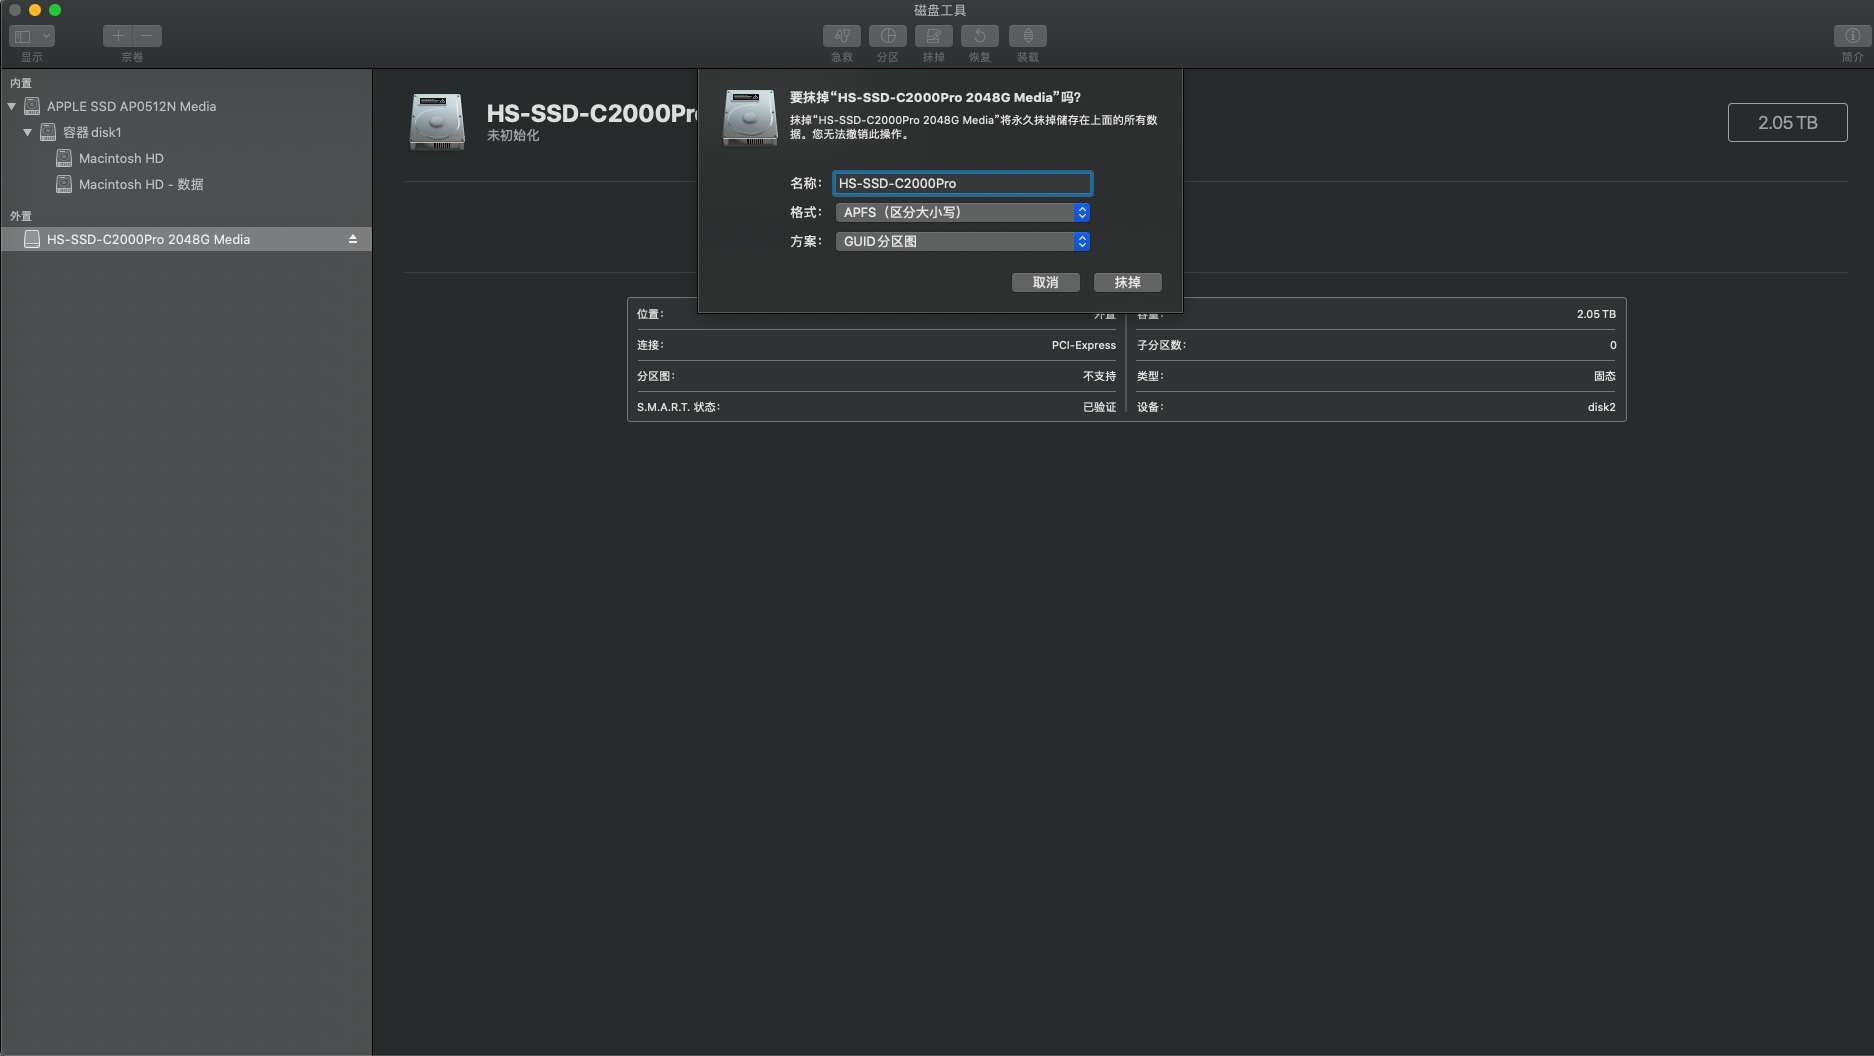 磁盘工具
显示
宗卷
急救
分区
抹掉
恢复
装载
简介
内置
APPLE SSD AP0512N Media
容器 disk1
Macintosh HD
Macintosh HD - 数据
外置
HS-SSD-C2000Pro 2048G Media
HS-SSD-C2000Pr
未初始化
2.05 TB
要抹掉“HS-SSD-C2000Pro 2048G Media”吗?
抹掉“HS-SSD-C2000Pro 2048G Media”将永久抹掉储存在上面的所有数
据。您无法撤销此操作。
名称: HS-SSD-C2000Pro
格式: APFS（区分大小写）
方案: GUID 分区图
取消
抹掉
位置: 外置
容量: 2.05 TB
连接: PCI-Express
子分区数: 0
分区图: 不支持
类型: 固态
S.M.A.R.T. 状态: 已验证
设备: disk2